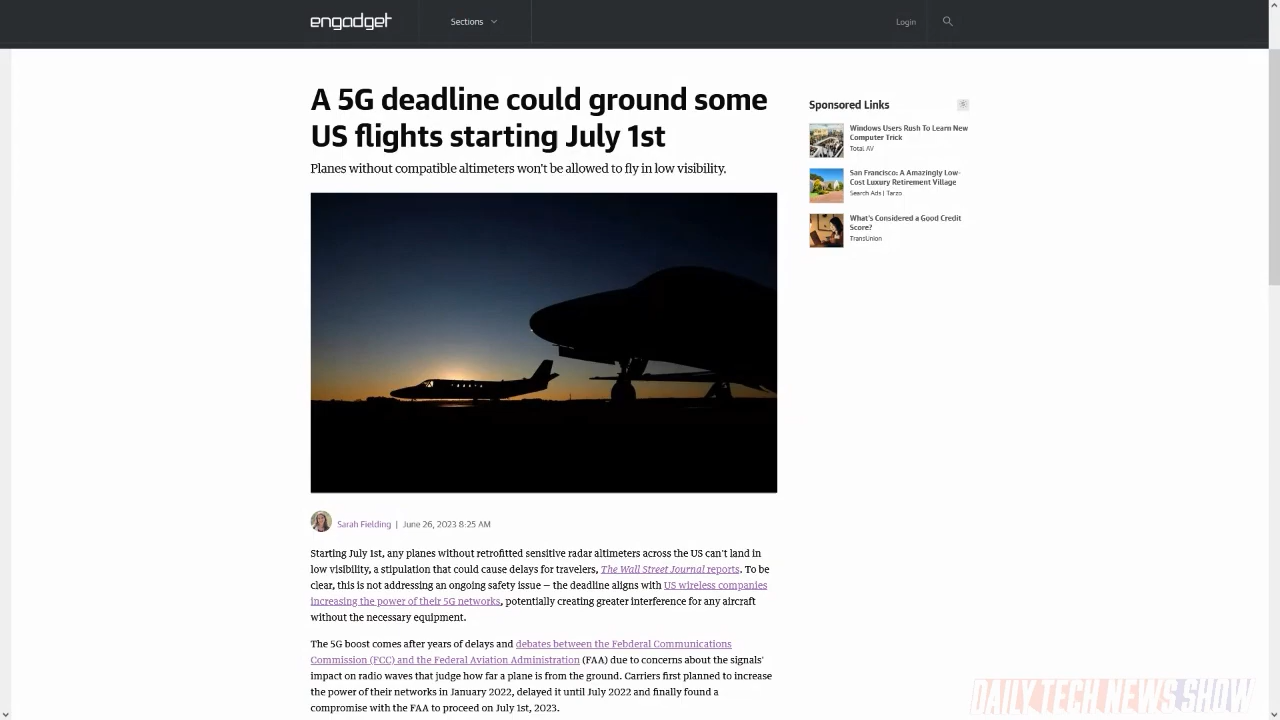 engadget
Sections
Login
A 5G deadline could ground some
US flights starting July 1st
Planes without compatible altimeters won't be allowed to fly in low visibility.
Sarah Fielding | June 26, 2023 8:25 AM
Starting July 1st, any planes without retrofitted sensitive radar altimeters across the US can't land in
low visibility, a stipulation that could cause delays for travelers, The Wall Street Journal reports. To be
clear, this is not addressing an ongoing safety issue — the deadline aligns with US wireless companies
increasing the power of their 5G networks, potentially creating greater interference for any aircraft
without the necessary equipment.
The 5G boost comes after years of delays and debates between the Febderal Communications
Commission (FCC) and the Federal Aviation Administration (FAA) due to concerns about the signals'
impact on radio waves that judge how far a plane is from the ground. Carriers first planned to increase
the power of their networks in January 2022, delayed it until July 2022 and finally found a
compromise with the FAA to proceed on July 1st, 2023.
Sponsored Links
Windows Users Rush To Learn New
Computer Trick
Total AV
San Francisco: A Amazingly Low-
Cost Luxury Retirement Village
Search Ads | Tarzo
What's Considered a Good Credit
Score?
TransUnion
DAILY TECH NEWS SHOW